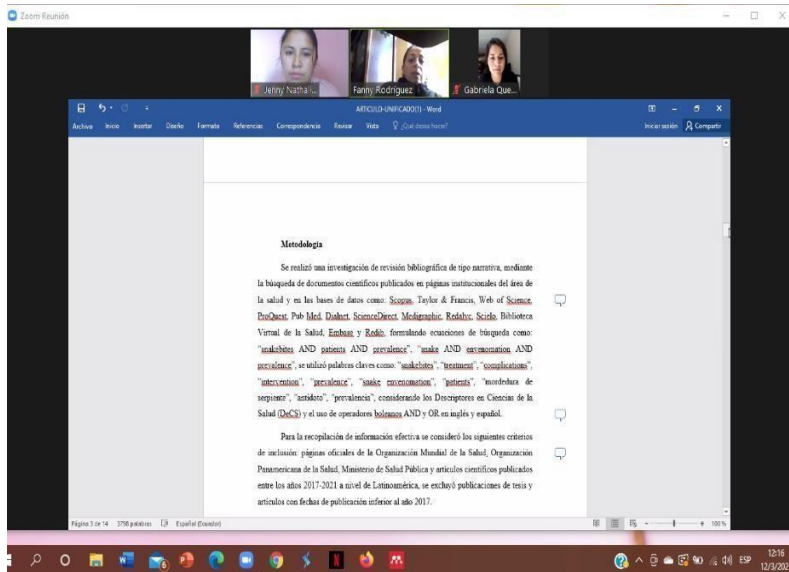 Zoom Reunión
Jenny Nathali...
Fanny Rodriguez
Gabriela Que...
ARTICULO-UNIFICADO(1) - Word
Archivo Inicio Insertar Diseño Formato Referencias Correspondencia Revisar Vista ¿Qué desea hacer?
Iniciar sesión Compartir
Metodología
Se realizó una investigación de revisión bibliográfica de tipo narrativa, mediante
la búsqueda de documentos científicos publicados en páginas institucionales del área de
la salud y en las bases de datos como: Scopus, Taylor & Francis, Web of Science,
ProQuest, Pub Med, Dialnet, ScienceDirect, Medigraphic, Redalyc, Scielo, Biblioteca
Virtual de la Salud, Embase y Redib, formulando ecuaciones de búsqueda como:
“snakebites AND patients AND prevalence”, “snake AND envenomation AND
prevalence”, se utilizó palabras claves como: “snakebites”, “treatment”, “complications”,
“intervention”, “prevalence”, “snake envenomation”, “patients”, “mordedura de
serpiente”, “antídoto”, “prevalencia”, considerando los Descriptores en Ciencias de la
Salud (DeCS) y el uso de operadores boleanos AND y OR en inglés y español.
Para la recopilación de información efectiva se consideró los siguientes criterios
de inclusión: páginas oficiales de la Organización Mundial de la Salud, Organización
Panamericana de la Salud, Ministerio de Salud Pública y artículos científicos publicados
entre los años 2017-2021 a nivel de Latinoamérica, se excluyó publicaciones de tesis y
artículos con fechas de publicación inferior al año 2017.
Página 3 de 14 3798 palabras Español (Ecuador)
100%
90
ESP
12:16
12/3/202